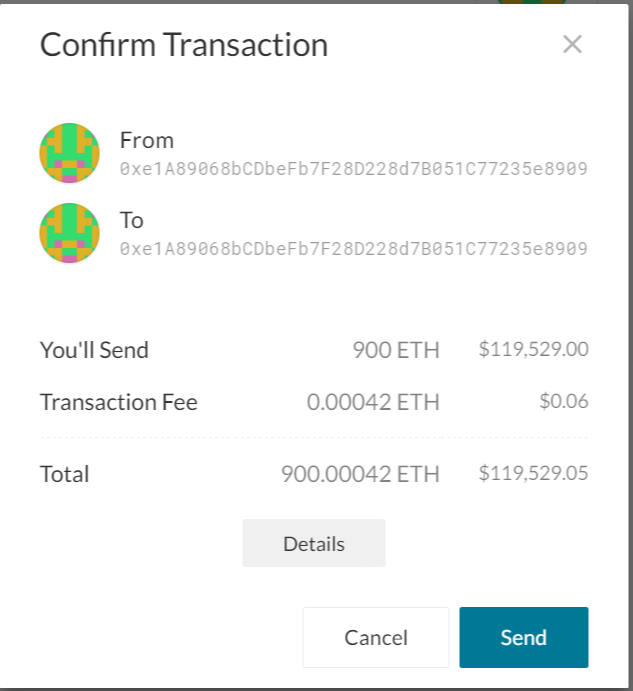 Confirm Transaction
From
0xe1A89068bCDbeFb7F28D228d7B051C77235e8909
To
0xe1A89068bCDbeFb7F28D228d7B051C77235e8909
You'll Send 900 ETH $119,529.00
Transaction Fee 0.00042 ETH $0.06
Total 900.00042 ETH $119,529.05
Details
Cancel Send